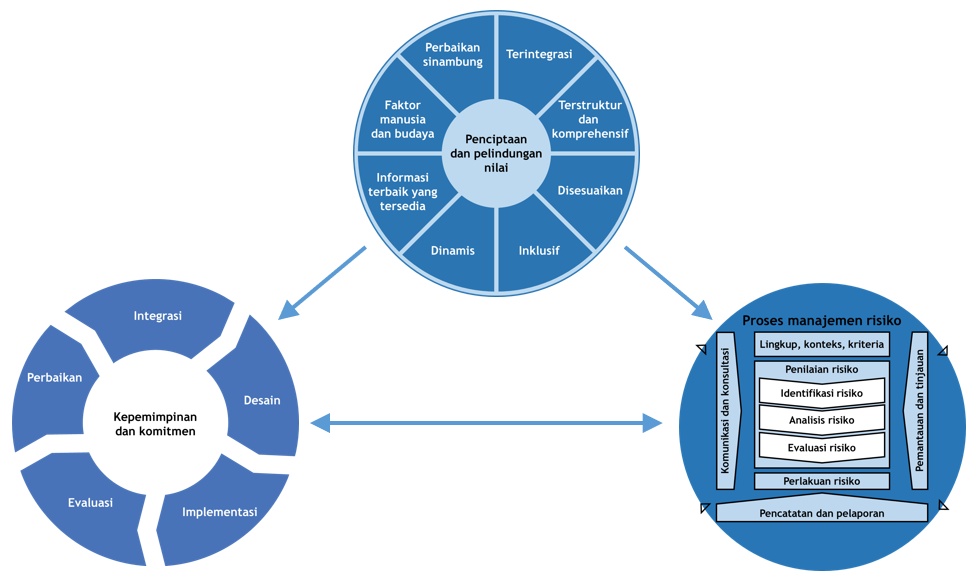 Perbaikan
sinambung
Terintegrasi
Faktor
manusia
dan budaya
Terstruktur
dan
komprehensif
Penciptaan
dan pelindungan
nilai
Informasi
terbaik yang
tersedia
Disesuaikan
Dinamis
Inklusif
Integrasi
Perbaikan
Desain
Kepemimpinan
dan komitmen
Evaluasi
Implementasi
Proses manajemen risiko
Komunikasi dan konsultasi
Lingkup, konteks, kriteria
Penilaian risiko
Identifikasi risiko
Analisis risiko
Evaluasi risiko
Perlakuan risiko
Pemantauan dan tinjauan
Pencatatan dan pelaporan